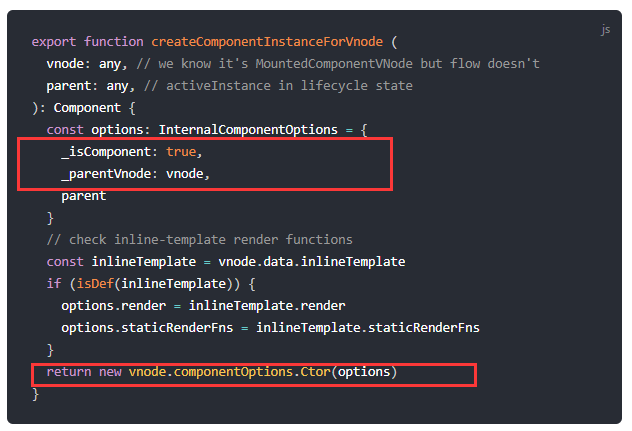 js
export function createComponentInstanceForVnode (
  vnode: any, // we know it's MountedComponentVNode but flow doesn't
  parent: any, // activeInstance in lifecycle state
): Component {
  const options: InternalComponentOptions = {
    _isComponent: true,
    _parentVnode: vnode,
    parent
  }
  // check inline-template render functions
  const inlineTemplate = vnode.data.inlineTemplate
  if (isDef(inlineTemplate)) {
    options.render = inlineTemplate.render
    options.staticRenderFns = inlineTemplate.staticRenderFns
  }
  return new vnode.componentOptions.Ctor(options)
}